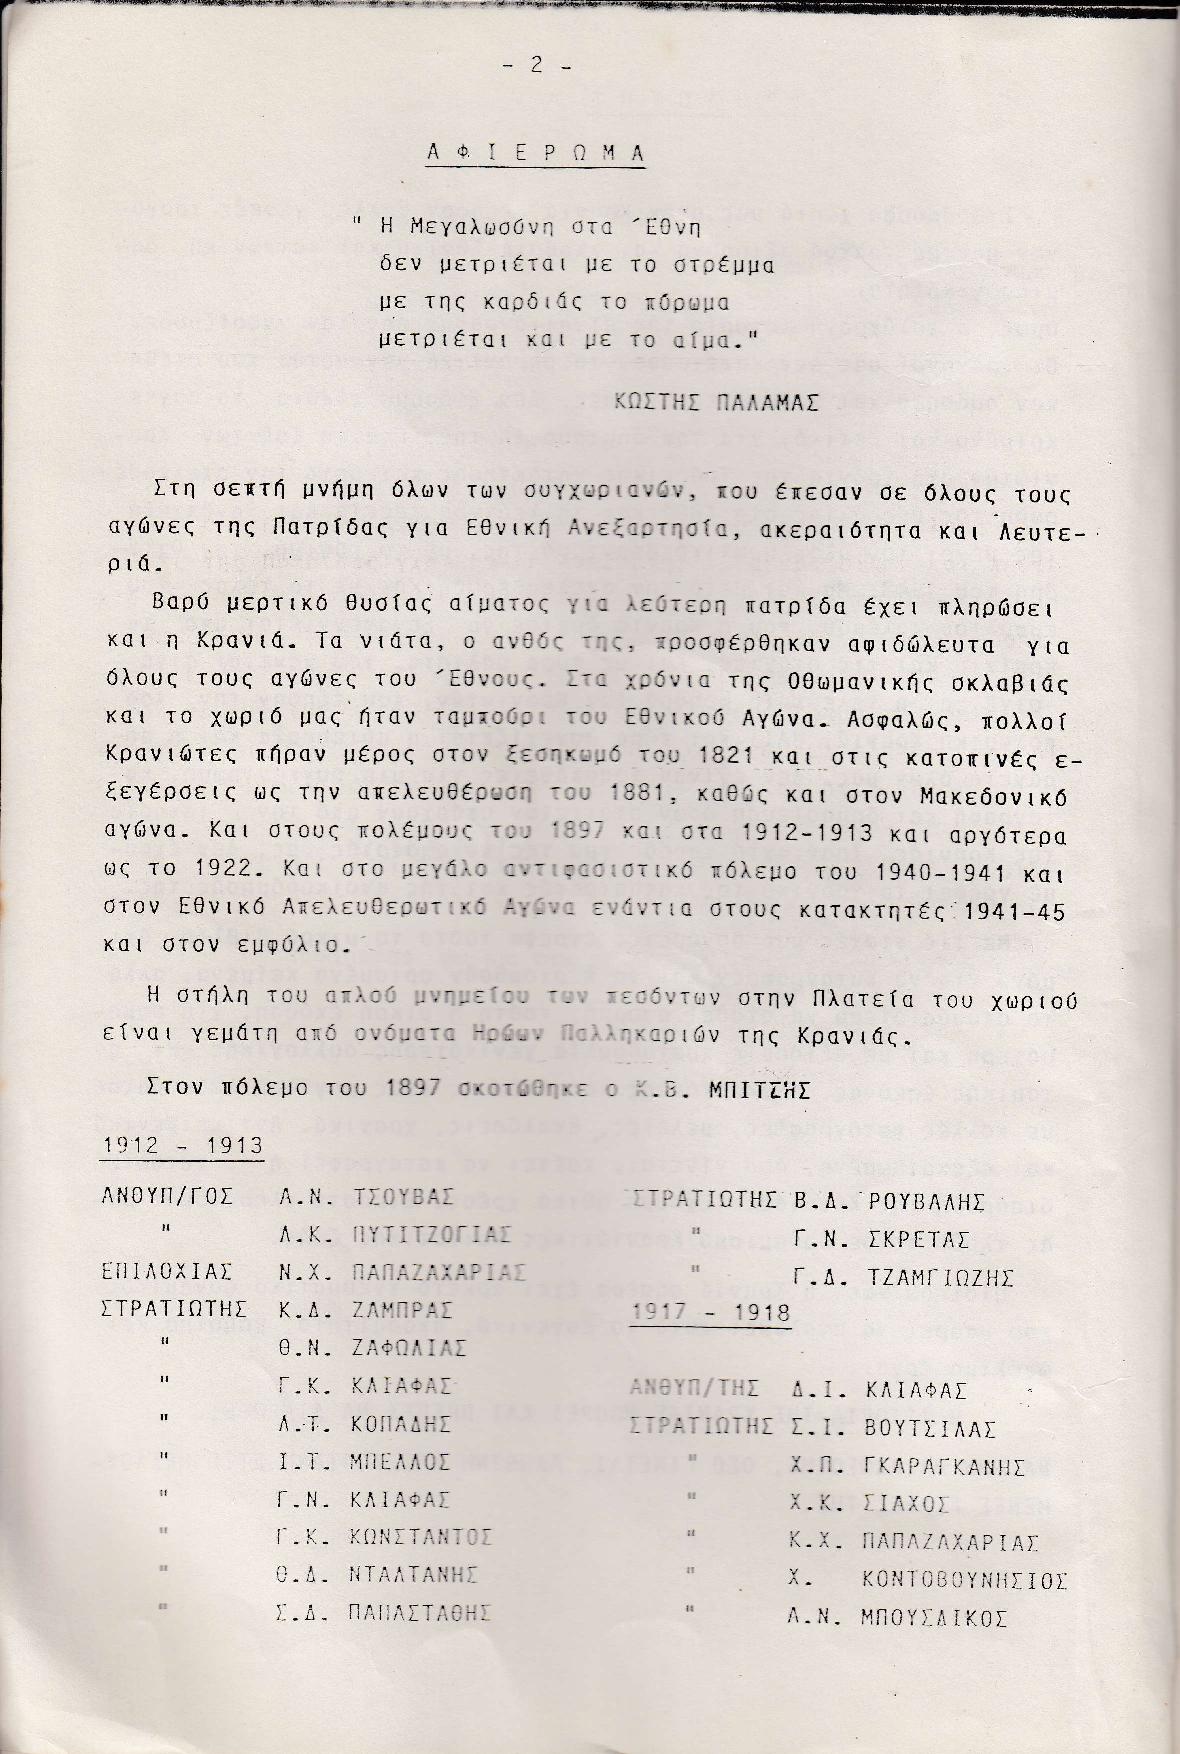 - 2 -
Α Φ Ι Ε Ρ Ω Μ Α
" Η Μεγαλωσύνη στα ΄Εθνη
δεν μετριέται με το στρέμμα
με της καρδιάς το πύρωμα
μετριέται και με το αίμα."
ΚΩΣΤΗΣ ΠΑΛΑΜΑΣ
Στη σεπτή μνήμη όλων των συγχωριανών, που έπεσαν σε όλους τους
αγώνες της Πατρίδας για Εθνική Ανεξαρτησία, ακεραιότητα και Λευτε-
ριά.
Βαρύ μερτικό θυσίας αίματος για λεύτερη πατρίδα έχει πληρώσει
και η Κρανιά. Τα νιάτα, ο ανθός της, προσφέρθηκαν αφιδώλευτα για
όλους τους αγώνες του ΄Εθνους. Στα χρόνια της Οθωμανικής σκλαβιάς
και το χωριό μας ήταν ταμπούρι του Εθνικού Αγώνα. Ασφαλώς, πολλοί
Κρανιώτες πήραν μέρος στον ξεσηκωμό του 1821 και στις κατοπινές ε-
ξεγέρσεις ως την απελευθέρωση του 1881, καθώς και στον Μακεδονικό
αγώνα. Και στους πολέμους του 1897 και στα 1912-1913 και αργότερα
ως το 1922. Και στο μεγάλο αντιφασιστικό πόλεμο του 1940-1941 και
στον Εθνικό Απελευθερωτικό Αγώνα ενάντια στους κατακτητές 1941-45
και στον εμφύλιο.
Η στήλη του απλού μνημείου των πεσόντων στην Πλατεία του χωριού
είναι γεμάτη από ονόματα Ηρώων Παλληκαριών της Κρανιάς.
Στον πόλεμο του 1897 σκοτώθηκε ο Κ.Β. ΜΠΙΤΣΗΣ
1912 - 1913
ΑΝΘΥΠ/ΓΟΣ Α.Ν. ΤΣΟΥΒΑΣ
" Λ.Κ. ΠΥΤΙΤΖΟΓΙΑΣ
ΕΠΙΛΟΧΙΑΣ Ν.Χ. ΠΑΠΑΖΑΧΑΡΙΑΣ
ΣΤΡΑΤΙΩΤΗΣ Κ.Δ. ΖΑΜΠΡΑΣ
" Θ.Ν. ΖΑΦΩΛΙΑΣ
" Γ.Κ. ΚΛΙΑΦΑΣ
" Λ.Τ. ΚΟΠΑΔΗΣ
" Ι.Τ. ΜΠΕΛΛΟΣ
" Γ.Ν. ΚΛΙΑΦΑΣ
" Γ.Κ. ΚΩΝΣΤΑΝΤΟΣ
" Θ.Δ. ΝΤΑΛΤΑΝΗΣ
" Σ.Δ. ΠΑΠΑΣΤΑΘΗΣ
ΣΤΡΑΤΙΩΤΗΣ Β.Δ. ΡΟΥΒΑΛΗΣ
" Γ.Ν. ΣΚΡΕΤΑΣ
" Γ.Δ. ΤΖΑΜΓΙΩΖΗΣ
1917 - 1918
ΑΝΘΥΠ/ΤΗΣ Δ.Ι. ΚΛΙΑΦΑΣ
ΣΤΡΑΤΙΩΤΗΣ Σ.Ι. ΒΟΥΤΣΙΛΑΣ
" Χ.Π. ΓΚΑΡΑΓΚΑΝΗΣ
" Χ.Κ. ΣΙΑΧΟΣ
" Κ.Χ. ΠΑΠΑΖΑΧΑΡΙΑΣ
" Χ. ΚΟΝΤΟΒΟΥΝΗΣΙΟΣ
" Λ.Ν. ΜΠΟΥΣΔΙΚΟΣ